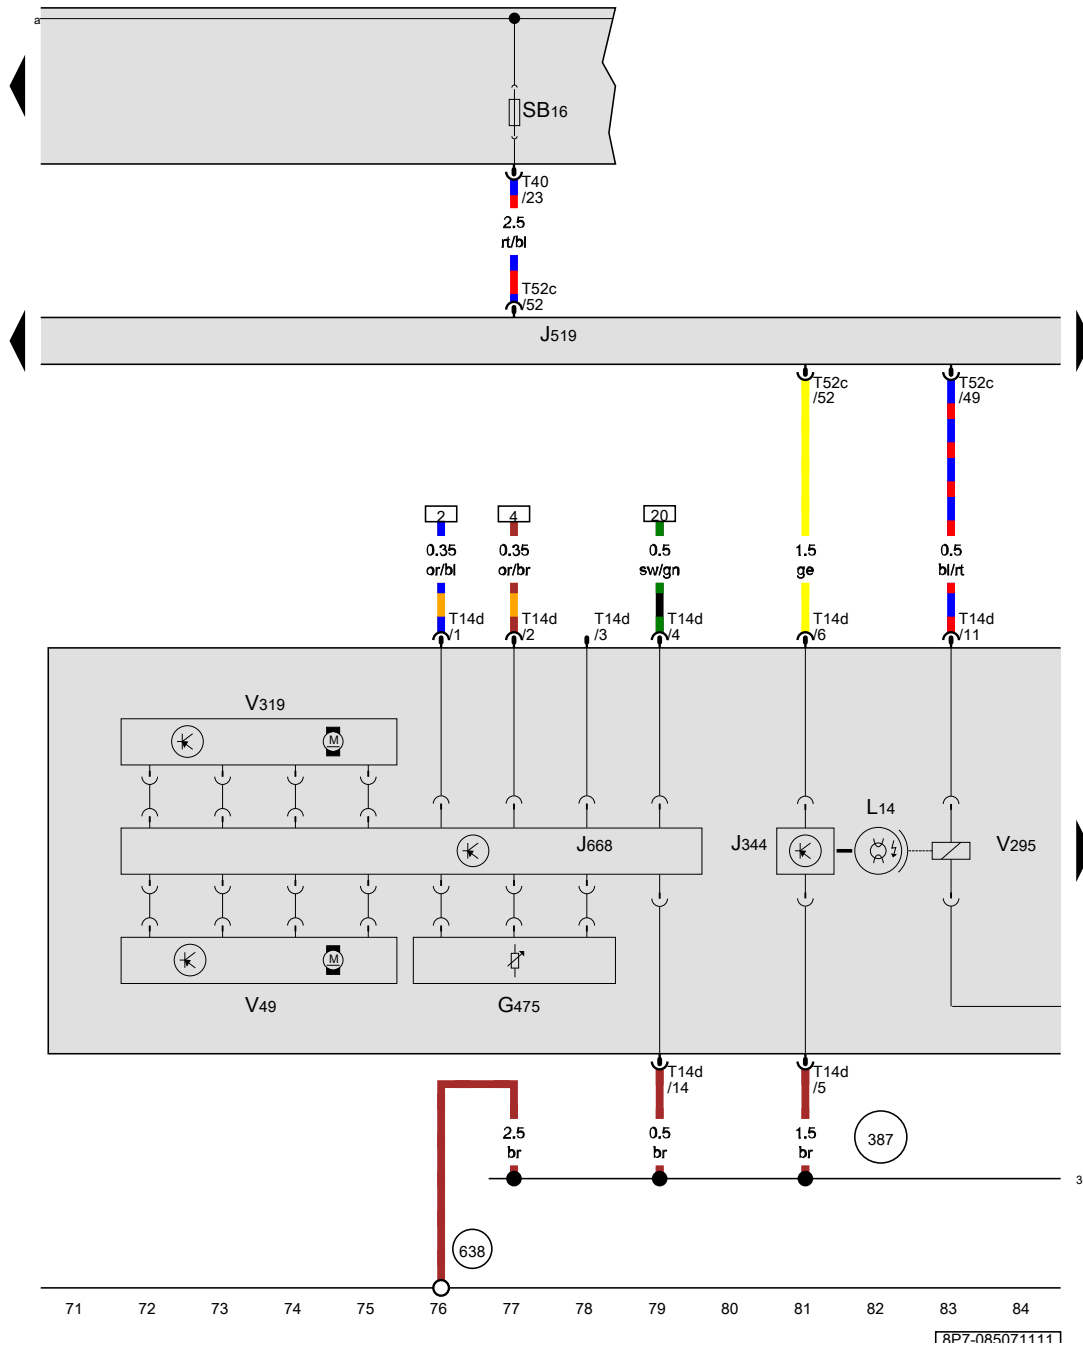 a
SB16
T40
/23
2.5
rt/bl
T52c
/52
J519
T52c
/52
T52c
/49
2
4
20
0.35
or/bl
0.35
or/br
0.5
sw/gn
1.5
ge
0.5
bl/rt
T14d
/1
T14d
/2
T14d
/3
T14d
/4
T14d
/6
T14d
/11
V319
M
L14
J668
J344
V295
M
V49
G475
T14d
/14
T14d
/5
2.5
br
0.5
br
1.5
br
387
3
638
71 72 73 74 75 76 77 78 79 80 81 82 83 84
8P7-085071111